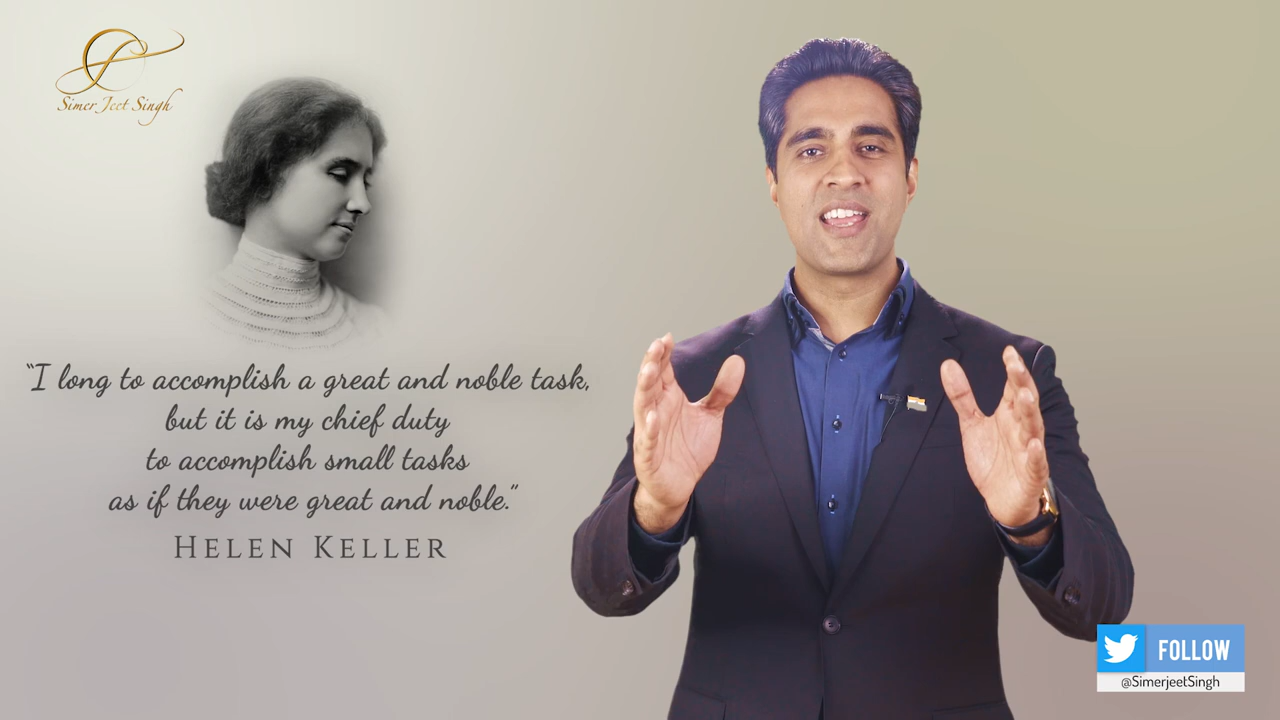 Simer Jeet Singh
“I long to accomplish a great and noble task,
but it is my chief duty
to accomplish small tasks
as if they were great and noble.”
HELEN KELLER
FOLLOW
@SimerjeetSingh